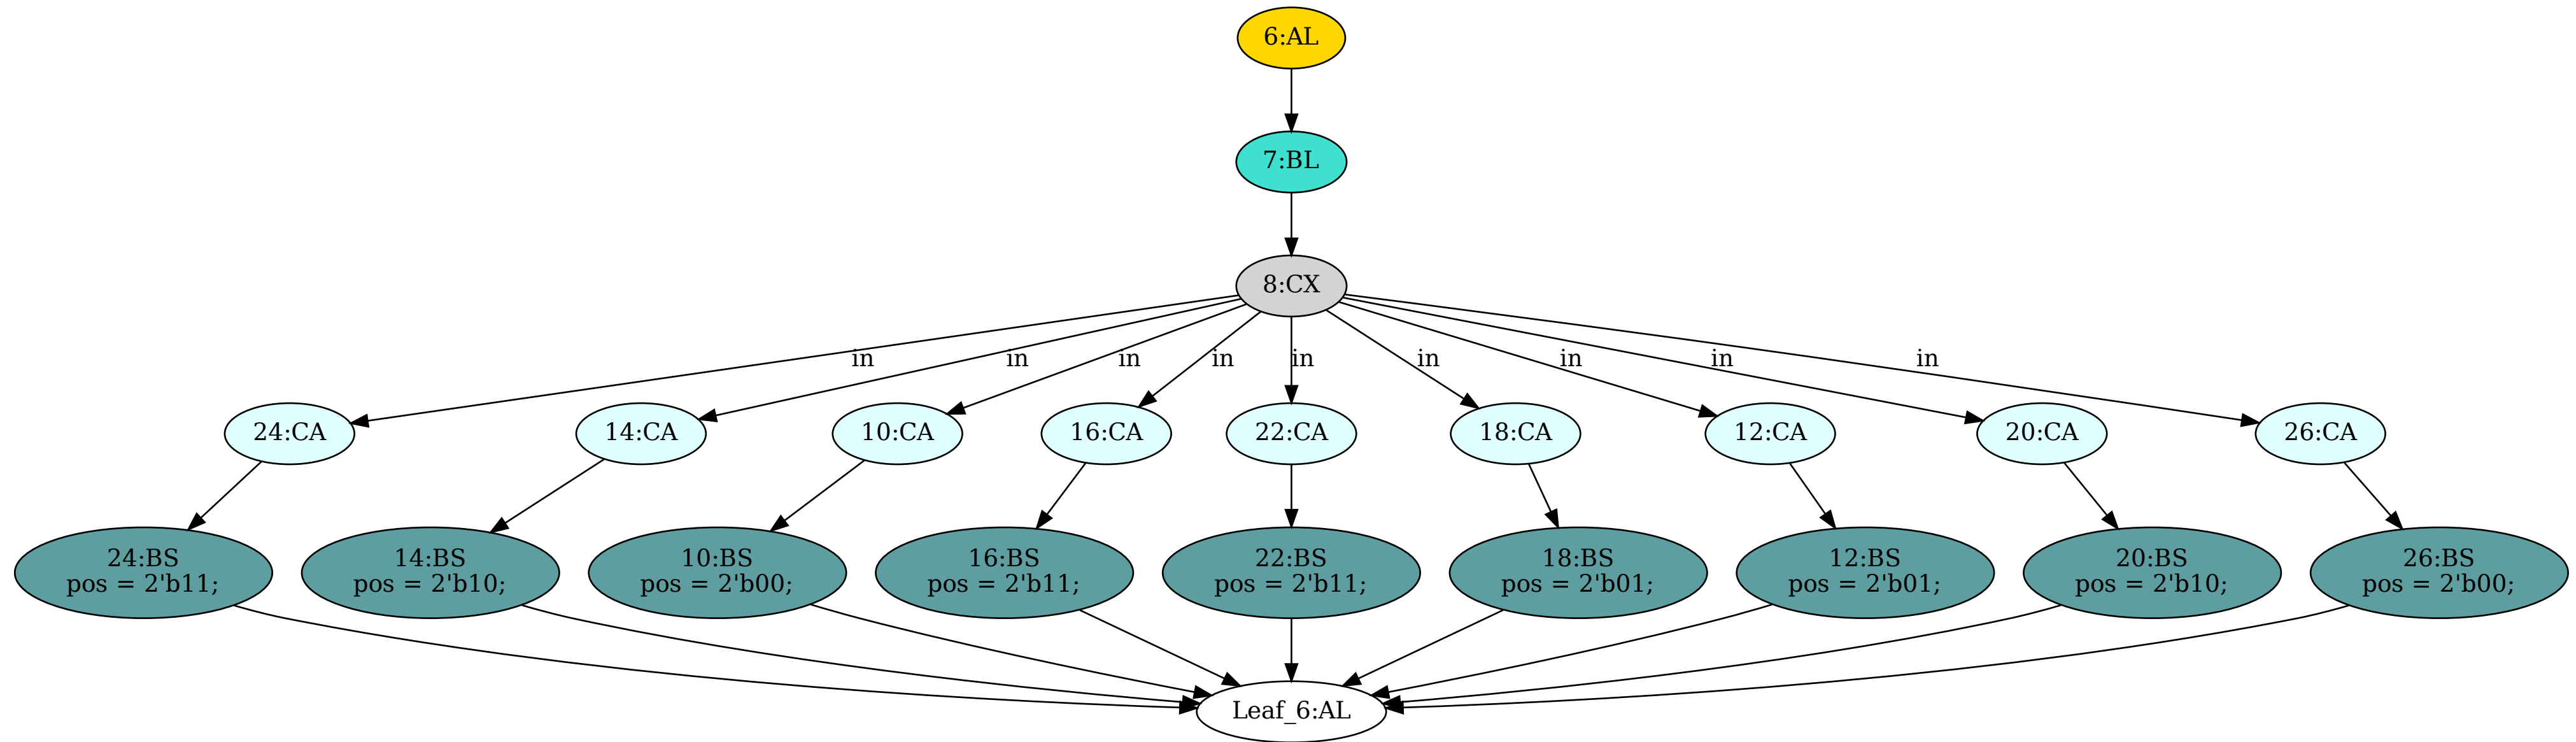 6:AL
7:BL
8:CX
in in in in in in in in in
24:CA 14:CA 10:CA 16:CA 22:CA 18:CA 12:CA 20:CA 26:CA
24:BS 14:BS 10:BS 16:BS 22:BS 18:BS 12:BS 20:BS 26:BS
pos = 2'b11; pos = 2'b10; pos = 2'b00; pos = 2'b11; pos = 2'b11; pos = 2'b01; pos = 2'b01; pos = 2'b10; pos = 2'b00;
Leaf_6:AL